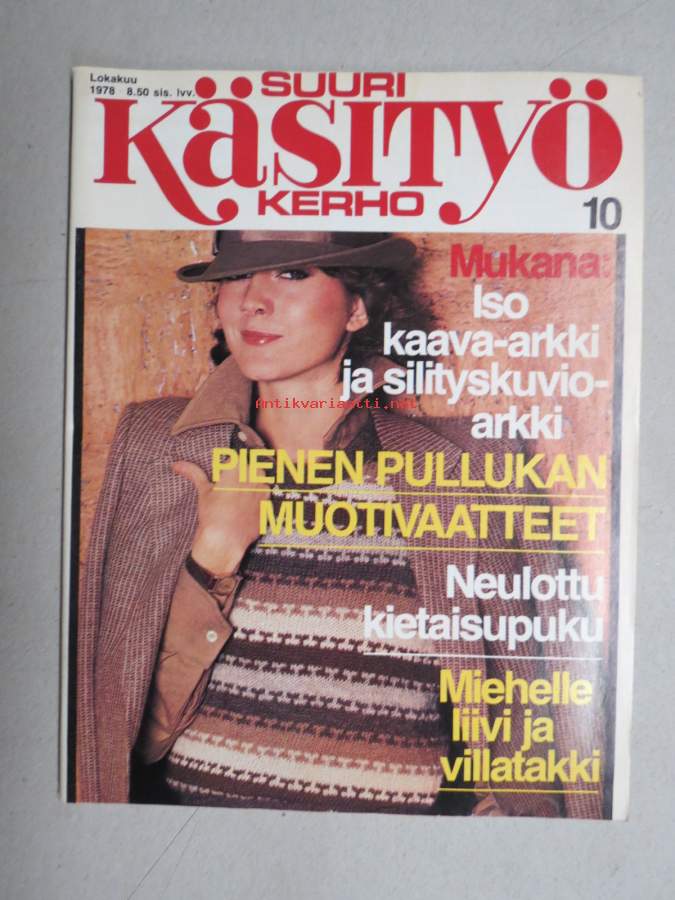 Lokakuu
1978 8.50 sis. lvv.
SUURI
KÄSITYÖ
KERHO
10
Mukana:
Iso
kaava-arkki
ja silityskuvio-
arkki
Antikvariaatti.net
PIENEN PULLUKAN
MUOTIVAATTEET
Neulottu
kietaisupuku
Miehelle
liivi ja
villatakki